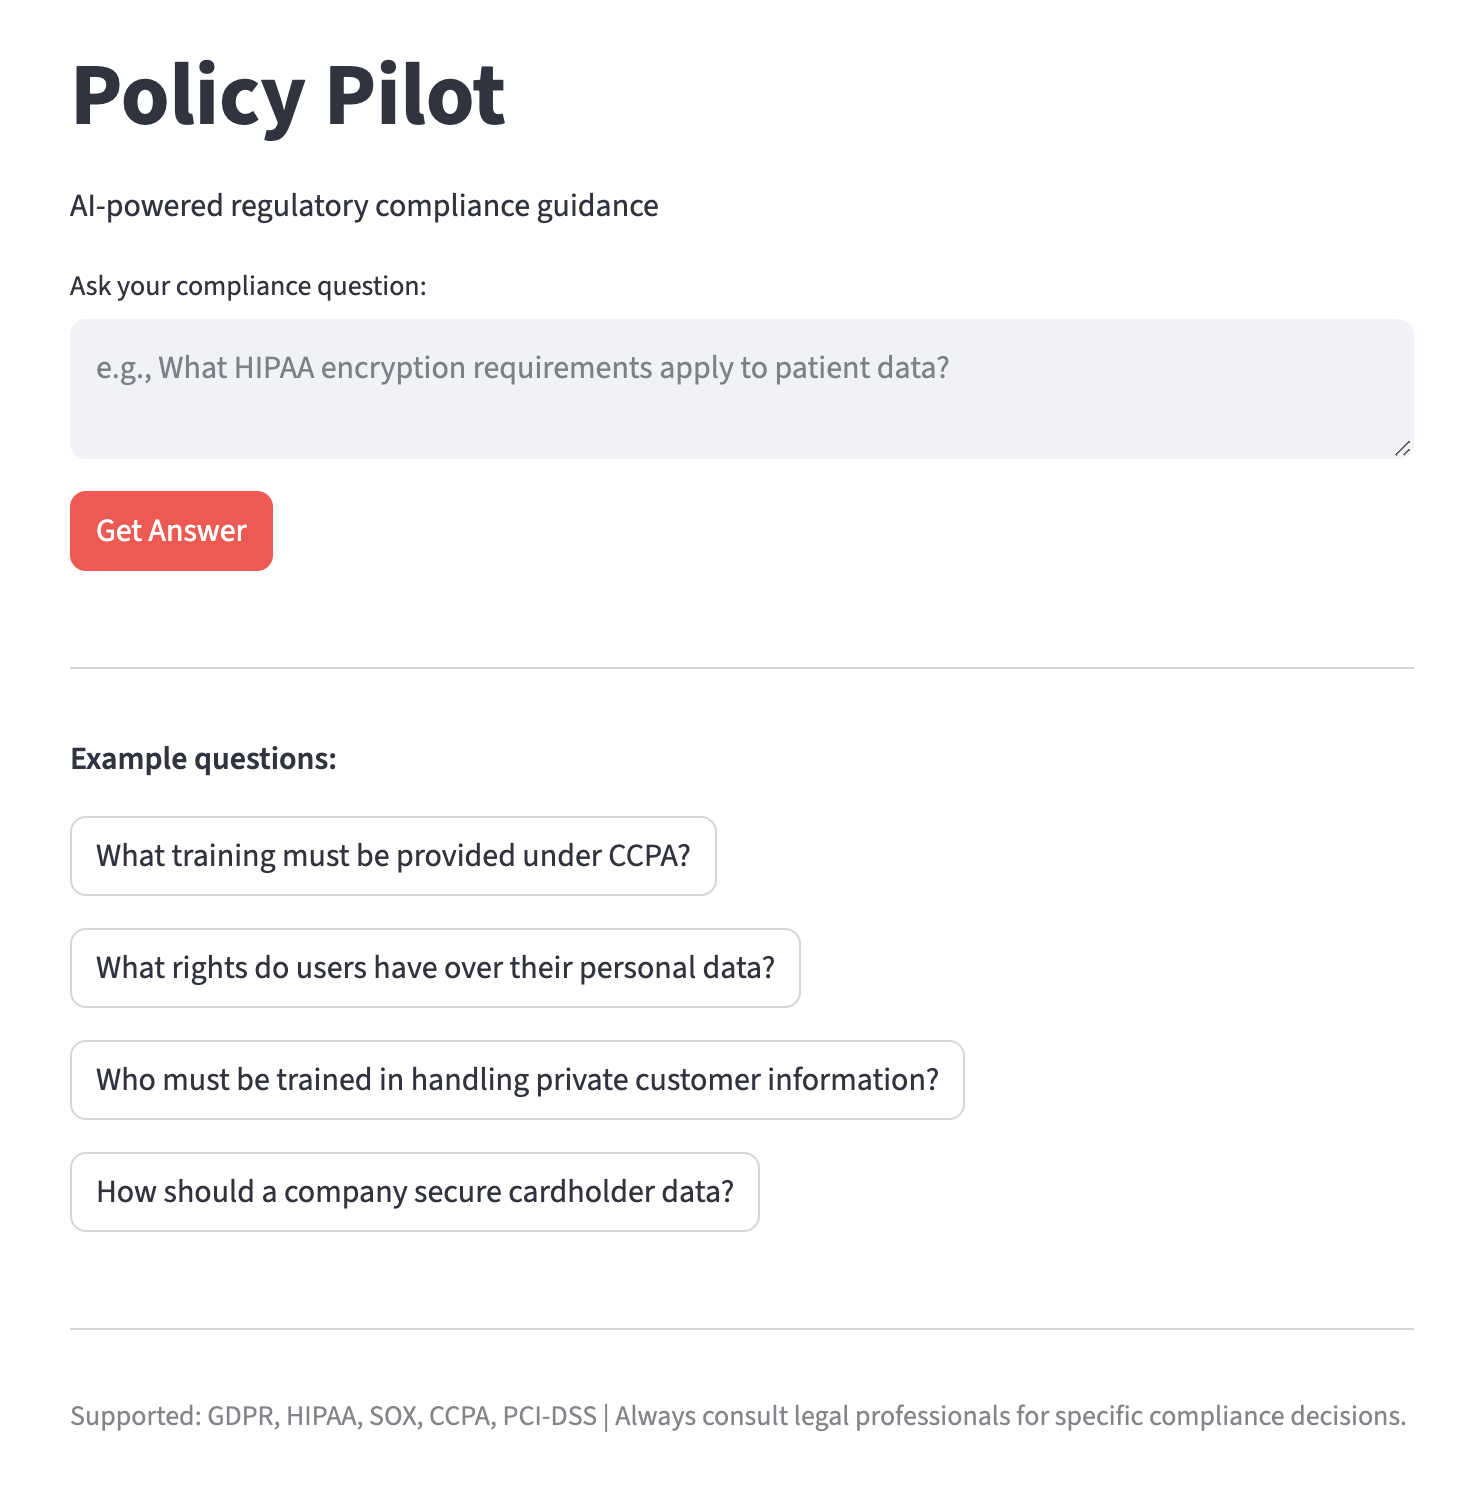 Policy Pilot
AI-powered regulatory compliance guidance
Ask your compliance question:
e.g., What HIPAA encryption requirements apply to patient data?
Get Answer
Example questions:
What training must be provided under CCPA?
What rights do users have over their personal data?
Who must be trained in handling private customer information?
How should a company secure cardholder data?
Supported: GDPR, HIPAA, SOX, CCPA, PCI-DSS | Always consult legal professionals for specific compliance decisions.